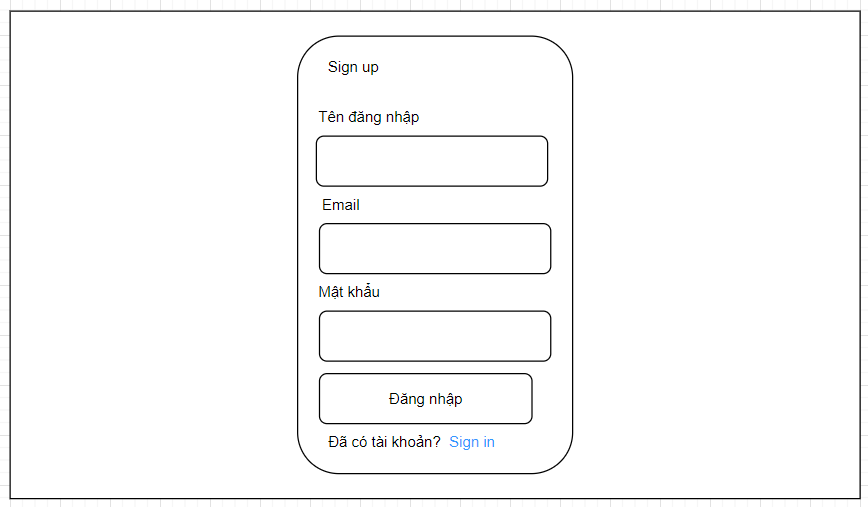 Sign up
Tên đăng nhập
Email
Mật khẩu
Đăng nhập
Đã có tài khoản? Sign in